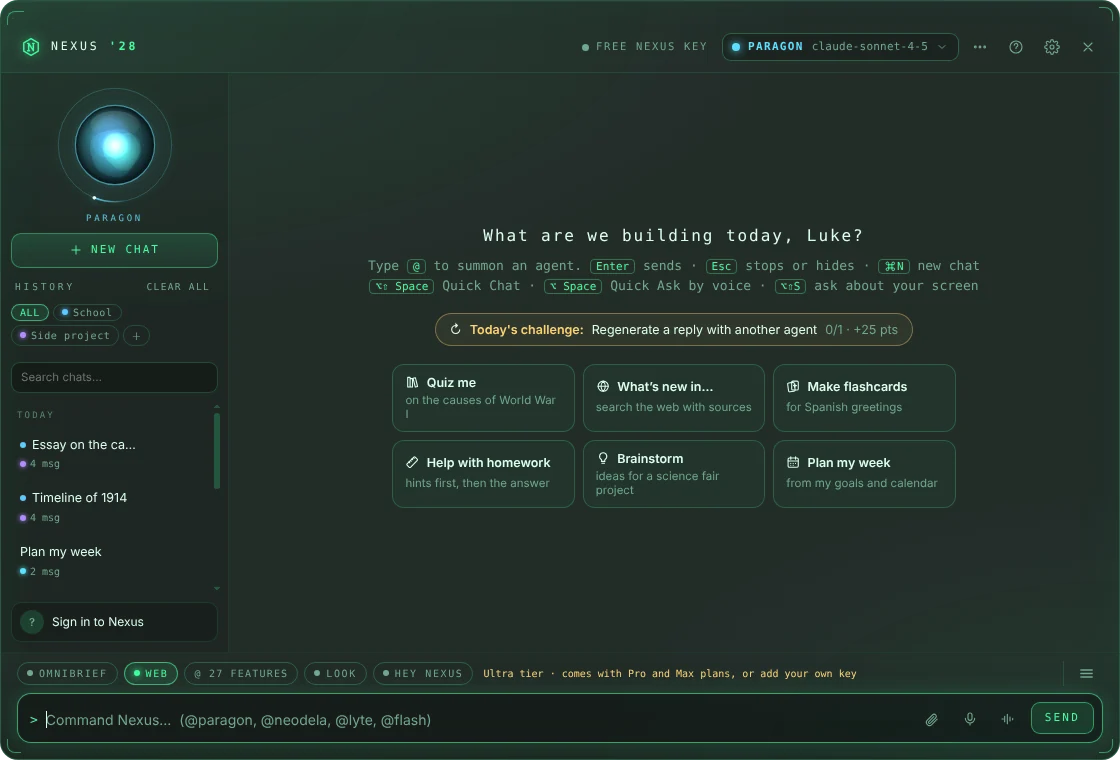 NEXUS '28
FREE NEXUS KEY
PARAGON claude-sonnet-4-5
PARAGON
+ NEW CHAT
HISTORY CLEAR ALL
ALL School
Side project +
Search chats...
TODAY
Essay on the ca...
4 msg
Timeline of 1914
4 msg
Plan my week
2 msg
? Sign in to Nexus
What are we building today, Luke?
Type @ to summon an agent. Enter sends · Esc stops or hides · ⌘N new chat
⌥⇧ Space Quick Chat · ⌥ Space Quick Ask by voice · ⌥⇧S ask about your screen
Today's challenge: Regenerate a reply with another agent 0/1 · +25 pts
Quiz me
on the causes of World War
I
What's new in...
search the web with sources
Make flashcards
for Spanish greetings
Help with homework
hints first, then the answer
Brainstorm
ideas for a science fair
project
Plan my week
from my goals and calendar
OMNIBRIEF WEB @ 27 FEATURES LOOK HEY NEXUS Ultra tier · comes with Pro and Max plans, or add your own key
> Command Nexus... (@paragon, @neodela, @lyte, @flash)
SEND